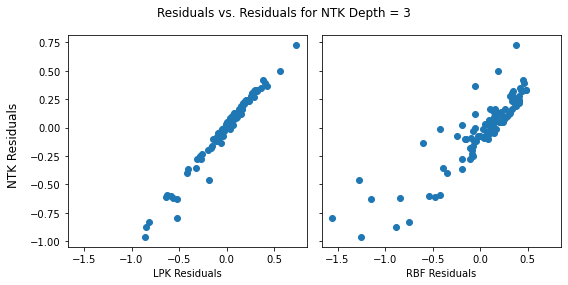 Residuals vs. Residuals for NTK Depth = 3
NTK Residuals
0.75
0.50
0.25
0.00
−0.25
−0.50
−0.75
−1.00
−1.5 −1.0 −0.5 0.0 0.5
LPK Residuals
−1.5 −1.0 −0.5 0.0 0.5
RBF Residuals